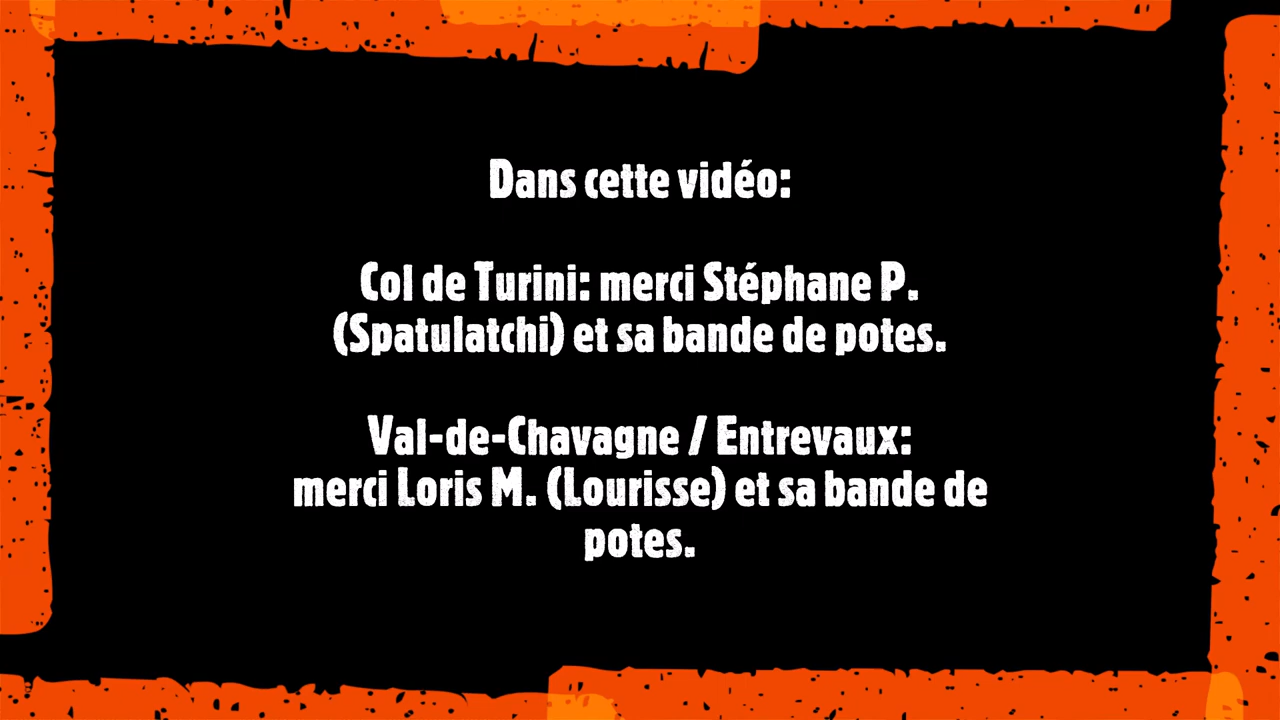 Dans cette vidéo:
Col de Turini: merci Stéphane P.
(Spatulatchi) et sa bande de potes.
Val-de-Chavagne / Entrevaux:
merci Loris M. (Lourisse) et sa bande de
potes.